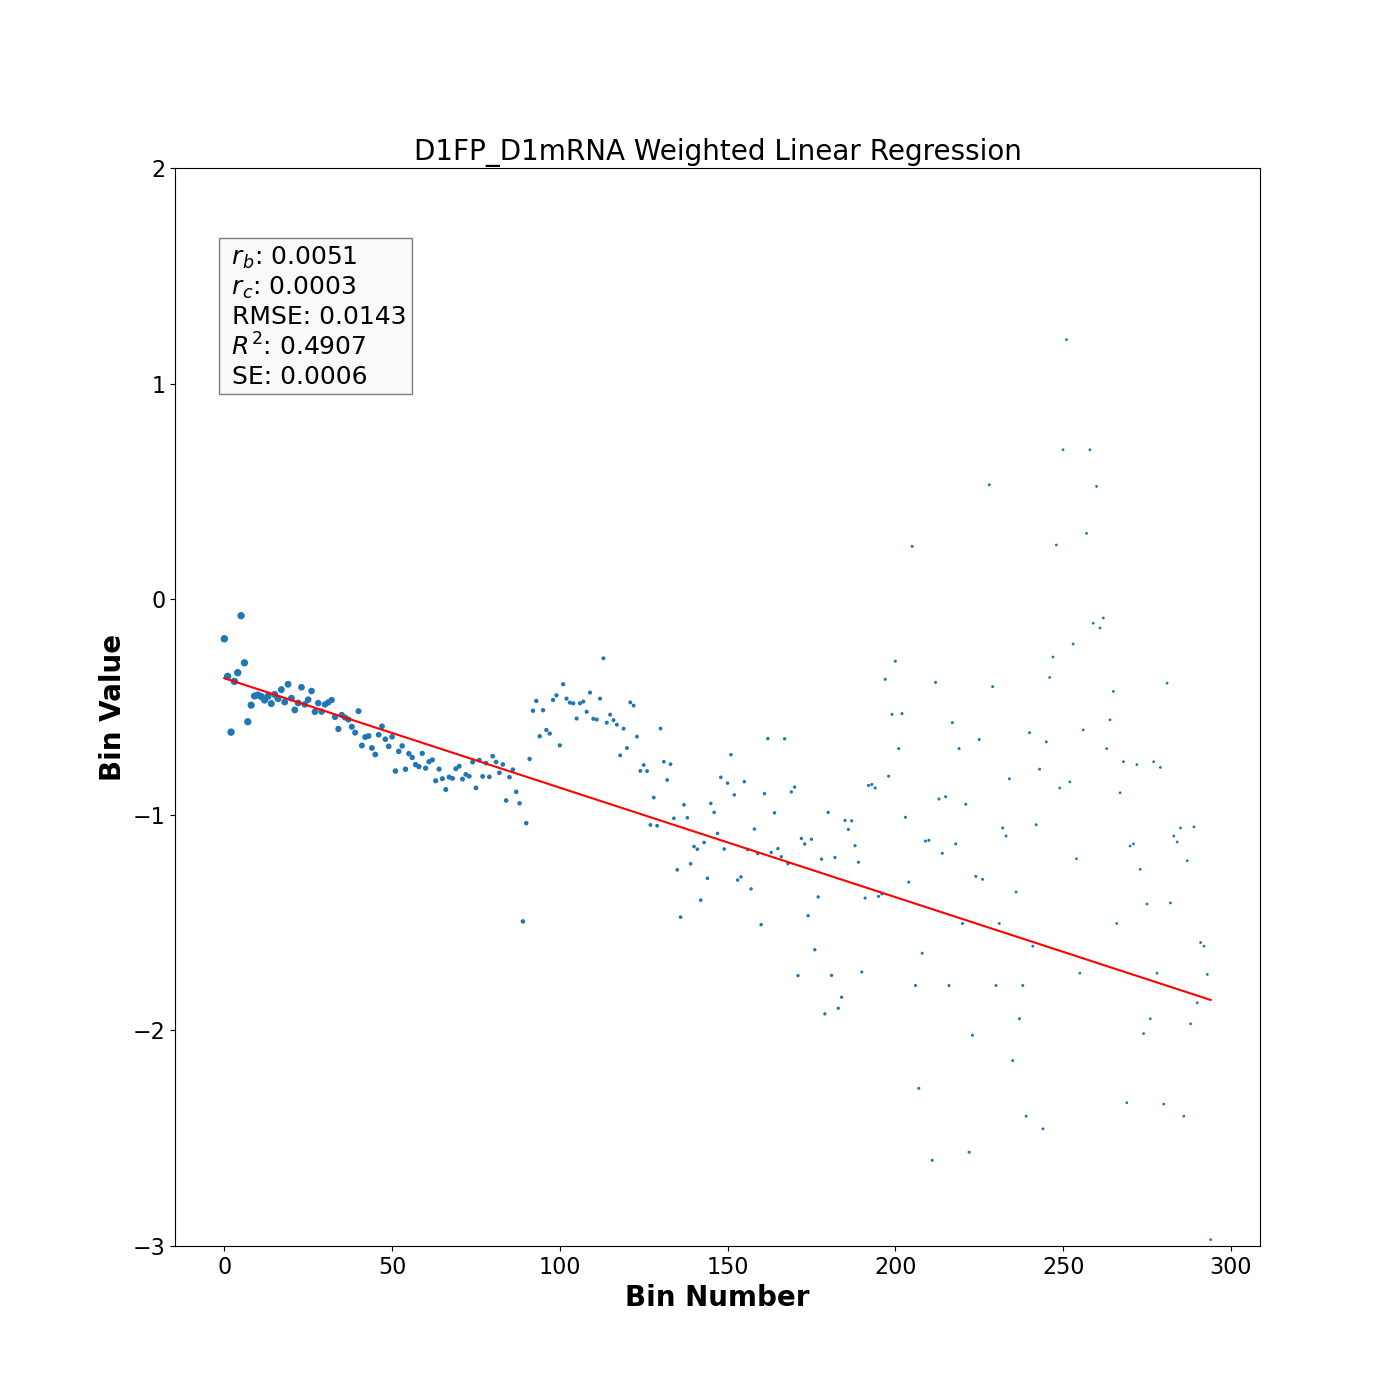 D1FP_D1mRNA Weighted Linear Regression
2
r_b: 0.0051
r_c: 0.0003
RMSE: 0.0143
R²: 0.4907
SE: 0.0006
1
0
−1
−2
−3
Bin Value
0 50 100 150 200 250 300
Bin Number